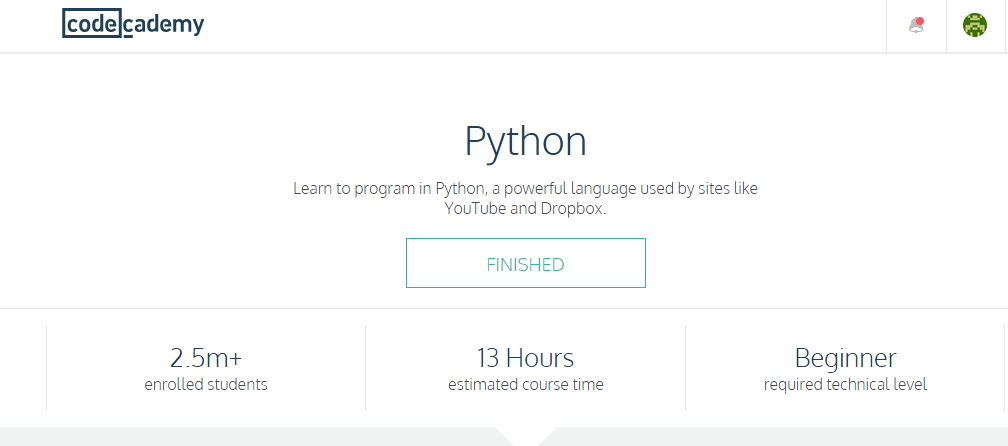 codecademy
Python
Learn to program in Python, a powerful language used by sites like
YouTube and Dropbox.
FINISHED
2.5m+
enrolled students
13 Hours
estimated course time
Beginner
required technical level